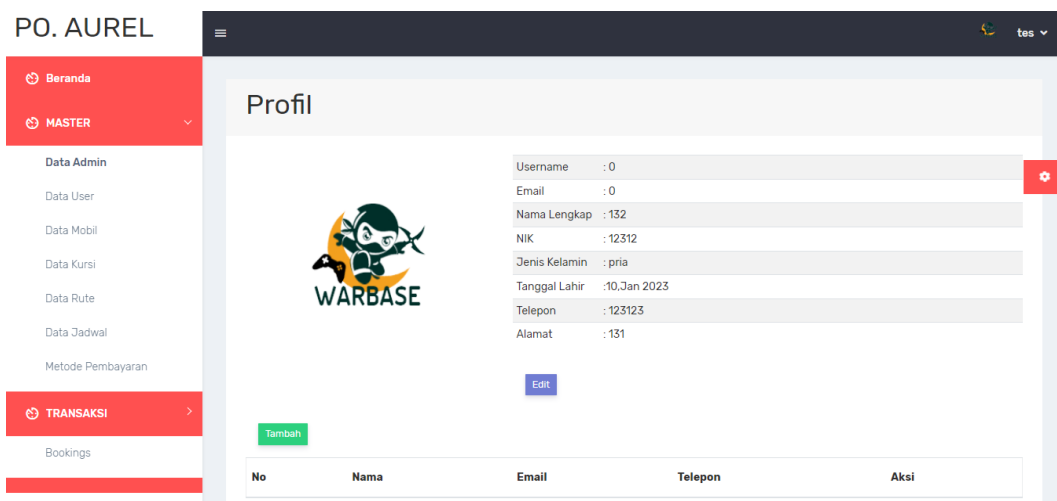 PO. AUREL
tes
Beranda
MASTER
Data Admin
Data User
Data Mobil
Data Kursi
Data Rute
Data Jadwal
Metode Pembayaran
TRANSAKSI
Bookings
Profil
WARBASE
Username : 0
Email : 0
Nama Lengkap : 132
NIK : 12312
Jenis Kelamin : pria
Tanggal Lahir :10,Jan 2023
Telepon : 123123
Alamat : 131
Edit
Tambah
No Nama Email Telepon Aksi